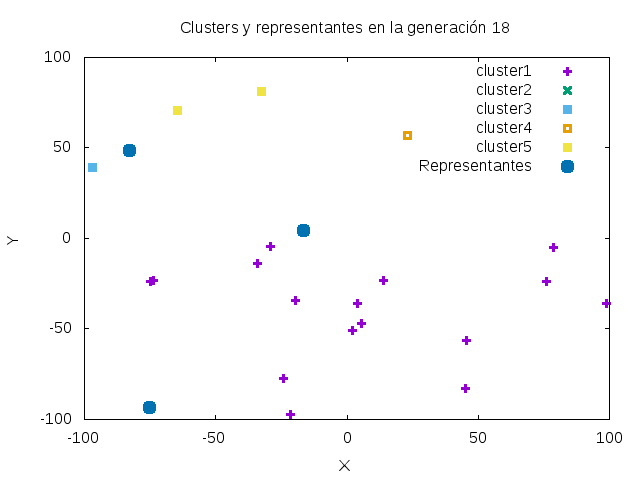 Clusters y representantes en la generación 18
100
50
0
-50
-100
-100
-50
0
50
100
Y
X
cluster1
cluster2
cluster3
cluster4
cluster5
Representantes